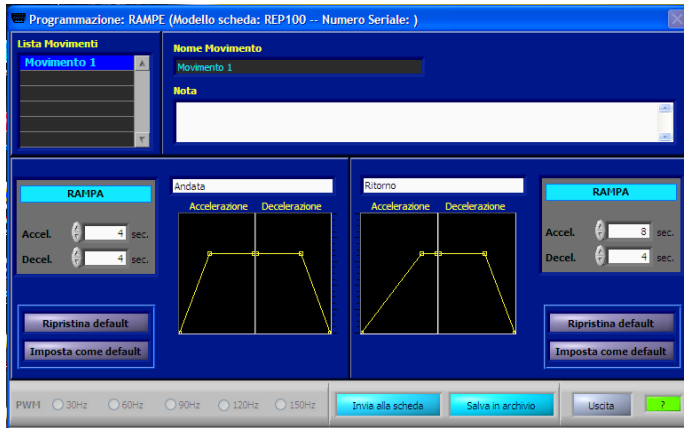 Programmazione: RAMPE (Modello scheda: REP100 -- Numero Seriale: )
Lista Movimenti
Movimento 1
Nome Movimento
Movimento 1
Nota
RAMPA
Accel. 4 sec.
Decel. 4 sec.
Ripristina default
Imposta come default
Andata
Accelerazione Decelerazione
Ritorno
Accelerazione Decelerazione
RAMPA
Accel. 8 sec.
Decel. 4 sec.
Ripristina default
Imposta come default
PWM 30Hz 60Hz 90Hz 120Hz 150Hz Invia alla scheda Salva in archivio Uscita ?